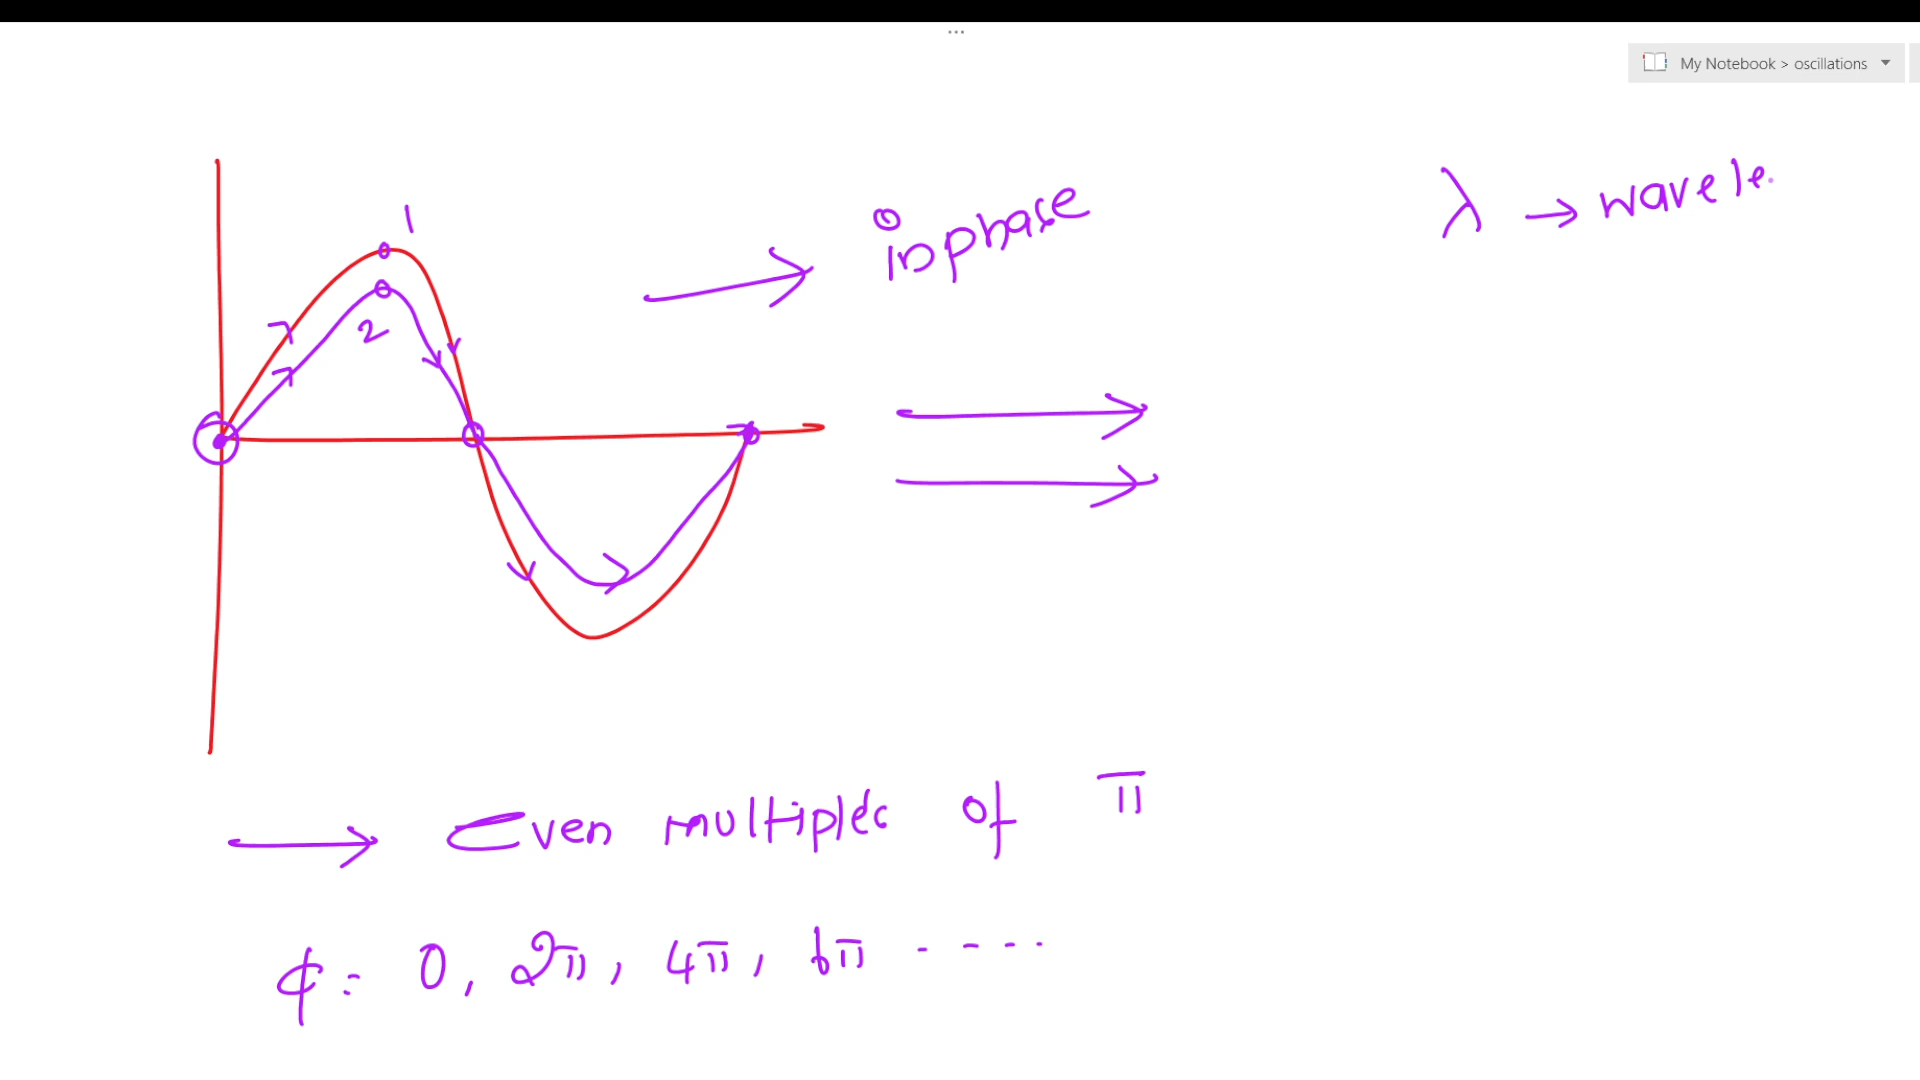 My Notebook > oscillations
λ → wavele
1
inphase
2
→ Even multiples of π
φ = 0, 2π, 4π, 6π - - - -